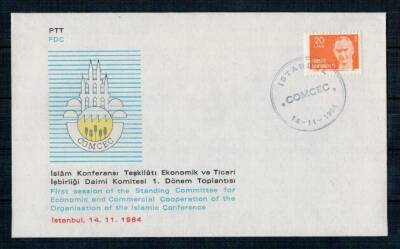 PTT
FDC
20
LİRA
İSTANBUL
COMCEC
14-11-1984
COMCEC
İslâm Konferansı Teşkilâtı Ekonomik ve Ticari
İşbirliği Daimi Komitesi 1. Dönem Toplantısı
First session of the Standing Committee for
Economic and Commercial Cooperation of the
Organisation of the Islamic Conference
İstanbul, 14. 11. 1984